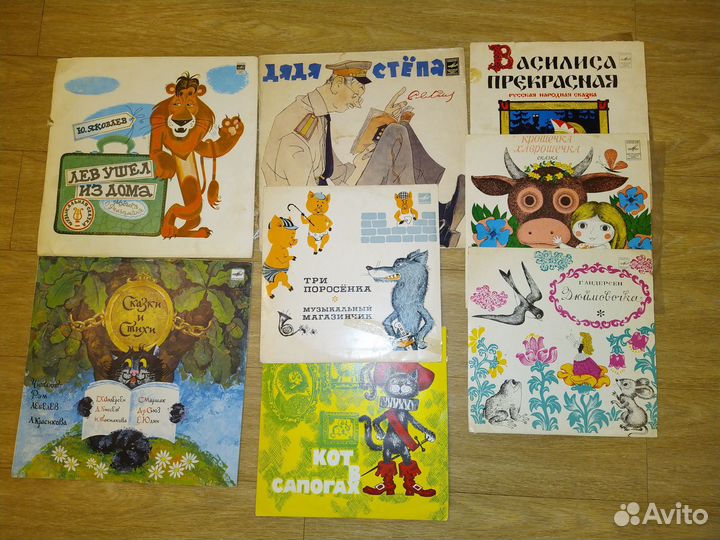 Ю. ЯКОВЛЕВ
ЛЕВ УШЕЛ
ИЗ ДОМА
ДЯДЯ СТЁПА
ВАСИЛИСА
ПРЕКРАСНАЯ
РУССКАЯ НАРОДНАЯ СКАЗКА
КРОШЕЧКА
ХАВРОШЕЧКА
СКАЗКА
Сказки
и
Стихи
С. Маршак
ТРИ
ПОРОСЁНКА
МУЗЫКАЛЬНЫЙ
МАГАЗИНЧИК
Г. АНДЕРСЕН
Дюймовочка
КОТ
В
САПОГАХ
Avito